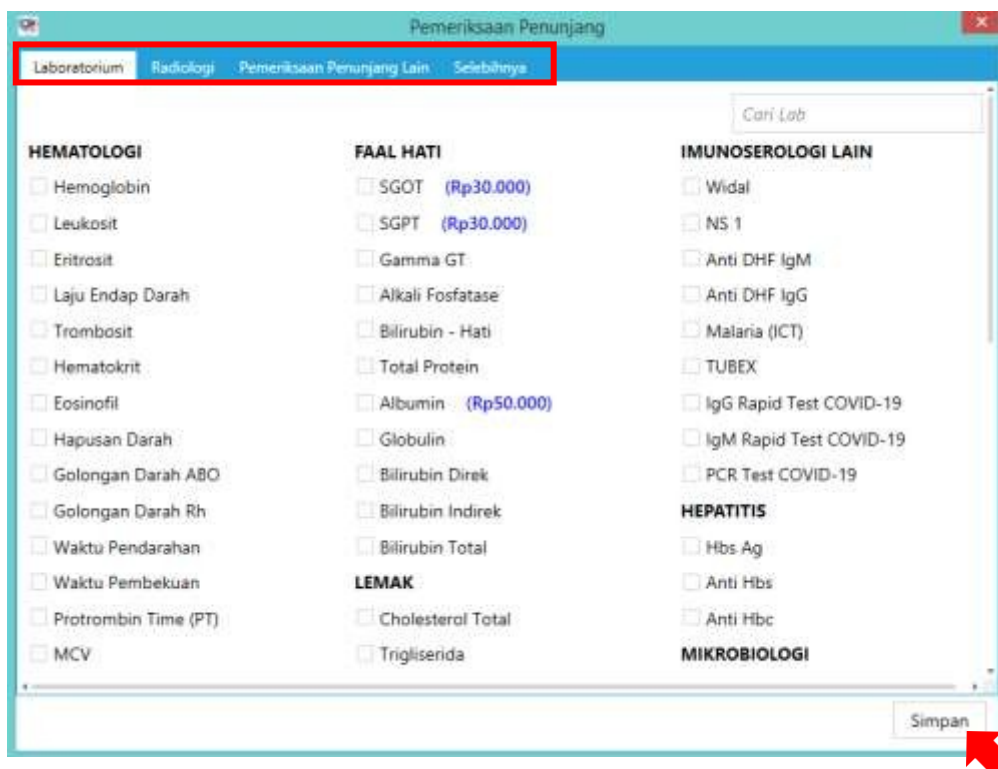 Pemeriksaan Penunjang
Laboratorium Radiologi Pemeriksaan Penunjang Lain Selebihnya
Cari Lab
HEMATOLOGI
Hemoglobin
Leukosit
Eritrosit
Laju Endap Darah
Trombosit
Hematokrit
Eosinofil
Hapusan Darah
Golongan Darah ABO
Golongan Darah Rh
Waktu Pendarahan
Waktu Pembekuan
Protrombin Time (PT)
MCV
FAAL HATI
SGOT (Rp30.000)
SGPT (Rp30.000)
Gamma GT
Alkali Fosfatase
Bilirubin - Hati
Total Protein
Albumin (Rp50.000)
Globulin
Bilirubin Direk
Bilirubin Indirek
Bilirubin Total
LEMAK
Cholesterol Total
Trigliserida
IMUNOSEROLOGI LAIN
Widal
NS 1
Anti DHF IgM
Anti DHF IgG
Malaria (ICT)
TUBEX
IgG Rapid Test COVID-19
IgM Rapid Test COVID-19
PCR Test COVID-19
HEPATITIS
Hbs Ag
Anti Hbs
Anti Hbc
MIKROBIOLOGI
Simpan